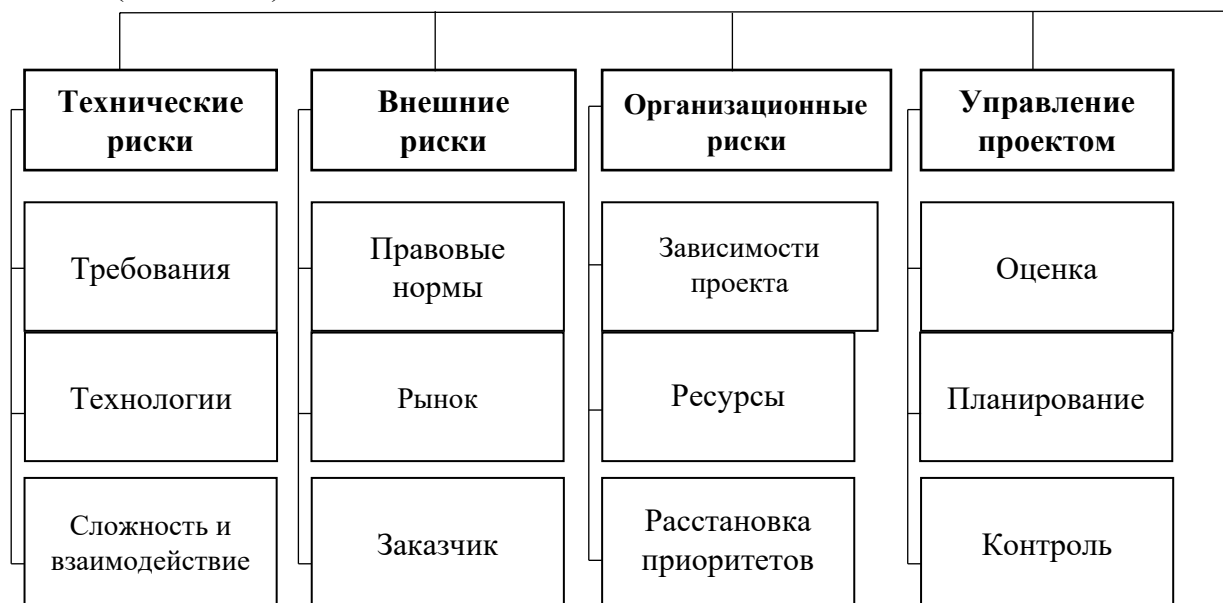 Технические
риски
Внешние
риски
Организационные
риски
Управление
проектом
Требования
Правовые
нормы
Зависимости
проекта
Оценка
Технологии
Рынок
Ресурсы
Планирование
Сложность и
взаимодействие
Заказчик
Расстановка
приоритетов
Контроль